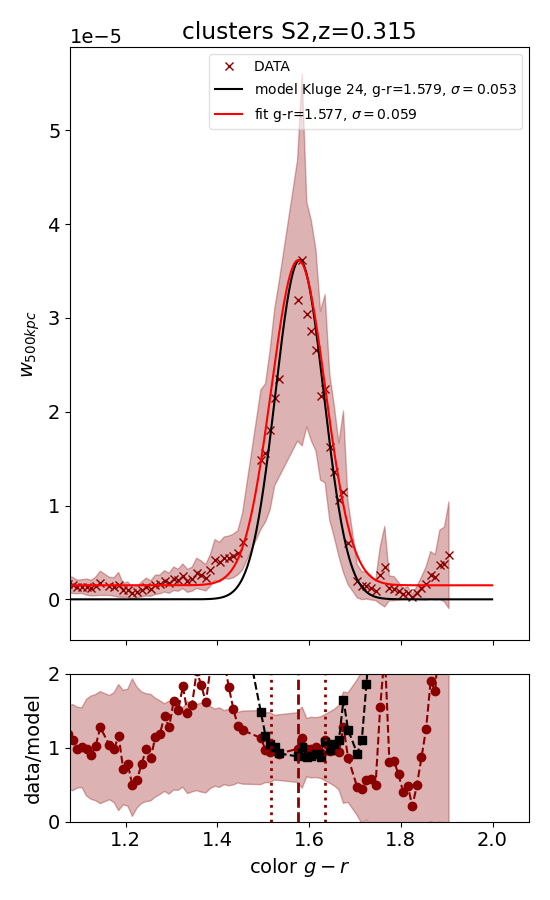 clusters S2,z=0.315
1e−5
DATA
model Kluge 24, g-r=1.579, σ = 0.053
fit g-r=1.577, σ = 0.059
5
4
3
2
1
0
w500kpc
2
1
0
data/model
1.2 1.4 1.6 1.8 2.0
color g − r